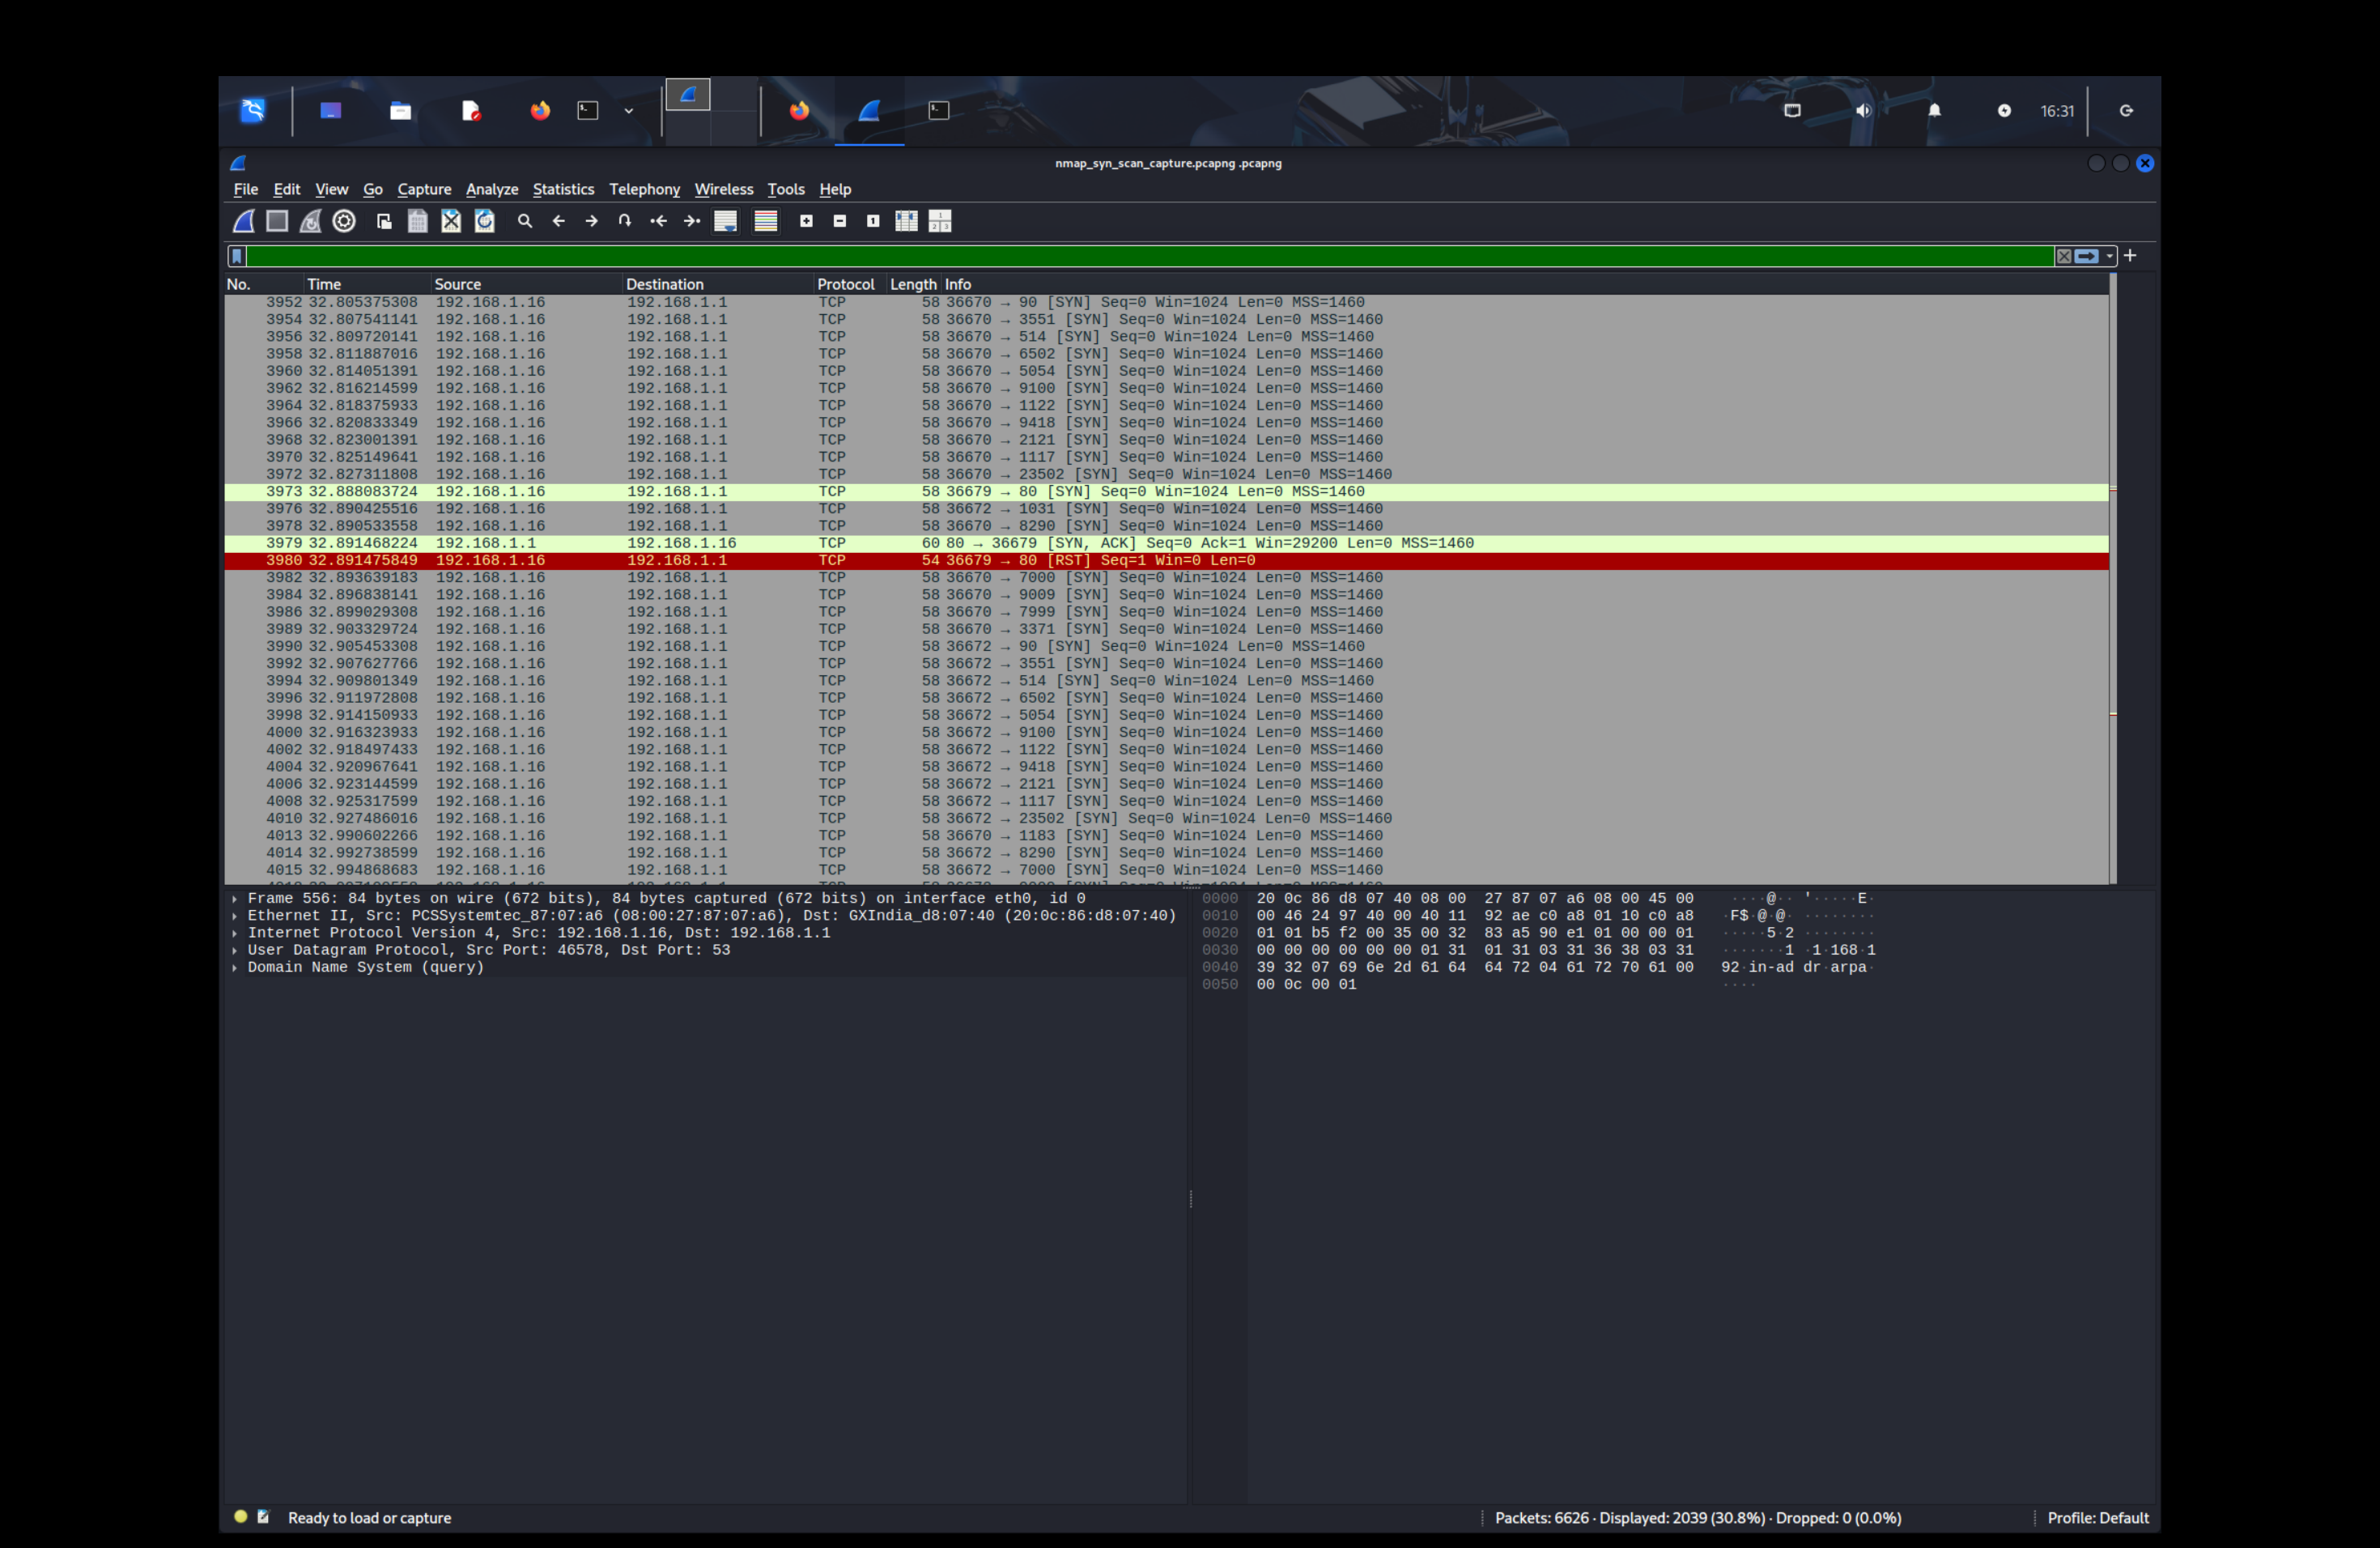 16:31
nmap_syn_scan_capture.pcapng .pcapng
File Edit View Go Capture Analyze Statistics Telephony Wireless Tools Help
No. Time Source Destination Protocol Length Info
3952 32.805375308 192.168.1.16 192.168.1.1 TCP 58 36670 → 90 [SYN] Seq=0 Win=1024 Len=0 MSS=1460
3954 32.807541141 192.168.1.16 192.168.1.1 TCP 58 36670 → 3551 [SYN] Seq=0 Win=1024 Len=0 MSS=1460
3956 32.809720141 192.168.1.16 192.168.1.1 TCP 58 36670 → 514 [SYN] Seq=0 Win=1024 Len=0 MSS=1460
3958 32.811887016 192.168.1.16 192.168.1.1 TCP 58 36670 → 6502 [SYN] Seq=0 Win=1024 Len=0 MSS=1460
3960 32.814051391 192.168.1.16 192.168.1.1 TCP 58 36670 → 5054 [SYN] Seq=0 Win=1024 Len=0 MSS=1460
3962 32.816214599 192.168.1.16 192.168.1.1 TCP 58 36670 → 9100 [SYN] Seq=0 Win=1024 Len=0 MSS=1460
3964 32.818375933 192.168.1.16 192.168.1.1 TCP 58 36670 → 1122 [SYN] Seq=0 Win=1024 Len=0 MSS=1460
3966 32.820833349 192.168.1.16 192.168.1.1 TCP 58 36670 → 9418 [SYN] Seq=0 Win=1024 Len=0 MSS=1460
3968 32.823001391 192.168.1.16 192.168.1.1 TCP 58 36670 → 2121 [SYN] Seq=0 Win=1024 Len=0 MSS=1460
3970 32.825149641 192.168.1.16 192.168.1.1 TCP 58 36670 → 1117 [SYN] Seq=0 Win=1024 Len=0 MSS=1460
3972 32.827311808 192.168.1.16 192.168.1.1 TCP 58 36670 → 23502 [SYN] Seq=0 Win=1024 Len=0 MSS=1460
3973 32.888083724 192.168.1.16 192.168.1.1 TCP 58 36679 → 80 [SYN] Seq=0 Win=1024 Len=0 MSS=1460
3976 32.890425516 192.168.1.16 192.168.1.1 TCP 58 36672 → 1031 [SYN] Seq=0 Win=1024 Len=0 MSS=1460
3978 32.890533558 192.168.1.16 192.168.1.1 TCP 58 36670 → 8290 [SYN] Seq=0 Win=1024 Len=0 MSS=1460
3979 32.891468224 192.168.1.1 192.168.1.16 TCP 60 80 → 36679 [SYN, ACK] Seq=0 Ack=1 Win=29200 Len=0 MSS=1460
3980 32.891475849 192.168.1.16 192.168.1.1 TCP 54 36679 → 80 [RST] Seq=1 Win=0 Len=0
3982 32.893639183 192.168.1.16 192.168.1.1 TCP 58 36670 → 7000 [SYN] Seq=0 Win=1024 Len=0 MSS=1460
3984 32.896838141 192.168.1.16 192.168.1.1 TCP 58 36670 → 9009 [SYN] Seq=0 Win=1024 Len=0 MSS=1460
3986 32.899029308 192.168.1.16 192.168.1.1 TCP 58 36670 → 7999 [SYN] Seq=0 Win=1024 Len=0 MSS=1460
3989 32.903329724 192.168.1.16 192.168.1.1 TCP 58 36670 → 3371 [SYN] Seq=0 Win=1024 Len=0 MSS=1460
3990 32.905453308 192.168.1.16 192.168.1.1 TCP 58 36672 → 90 [SYN] Seq=0 Win=1024 Len=0 MSS=1460
3992 32.907627766 192.168.1.16 192.168.1.1 TCP 58 36672 → 3551 [SYN] Seq=0 Win=1024 Len=0 MSS=1460
3994 32.909801349 192.168.1.16 192.168.1.1 TCP 58 36672 → 514 [SYN] Seq=0 Win=1024 Len=0 MSS=1460
3996 32.911972808 192.168.1.16 192.168.1.1 TCP 58 36672 → 6502 [SYN] Seq=0 Win=1024 Len=0 MSS=1460
3998 32.914150933 192.168.1.16 192.168.1.1 TCP 58 36672 → 5054 [SYN] Seq=0 Win=1024 Len=0 MSS=1460
4000 32.916323933 192.168.1.16 192.168.1.1 TCP 58 36672 → 9100 [SYN] Seq=0 Win=1024 Len=0 MSS=1460
4002 32.918497433 192.168.1.16 192.168.1.1 TCP 58 36672 → 1122 [SYN] Seq=0 Win=1024 Len=0 MSS=1460
4004 32.920967641 192.168.1.16 192.168.1.1 TCP 58 36672 → 9418 [SYN] Seq=0 Win=1024 Len=0 MSS=1460
4006 32.923144599 192.168.1.16 192.168.1.1 TCP 58 36672 → 2121 [SYN] Seq=0 Win=1024 Len=0 MSS=1460
4008 32.925317599 192.168.1.16 192.168.1.1 TCP 58 36672 → 1117 [SYN] Seq=0 Win=1024 Len=0 MSS=1460
4010 32.927486016 192.168.1.16 192.168.1.1 TCP 58 36672 → 23502 [SYN] Seq=0 Win=1024 Len=0 MSS=1460
4013 32.990602266 192.168.1.16 192.168.1.1 TCP 58 36670 → 1183 [SYN] Seq=0 Win=1024 Len=0 MSS=1460
4014 32.992738599 192.168.1.16 192.168.1.1 TCP 58 36672 → 8290 [SYN] Seq=0 Win=1024 Len=0 MSS=1460
4015 32.994868683 192.168.1.16 192.168.1.1 TCP 58 36672 → 7000 [SYN] Seq=0 Win=1024 Len=0 MSS=1460
Frame 556: 84 bytes on wire (672 bits), 84 bytes captured (672 bits) on interface eth0, id 0
Ethernet II, Src: PCSSystemtec_87:07:a6 (08:00:27:87:07:a6), Dst: GXIndia_d8:07:40 (20:0c:86:d8:07:40)
Internet Protocol Version 4, Src: 192.168.1.16, Dst: 192.168.1.1
User Datagram Protocol, Src Port: 46578, Dst Port: 53
Domain Name System (query)
0000 20 0c 86 d8 07 40 08 00 27 87 07 a6 08 00 45 00 ····@·· '·····E·
0010 00 46 24 97 40 00 40 11 92 ae c0 a8 01 10 c0 a8 ·F$·@·@· ········
0020 01 01 b5 f2 00 35 00 32 83 a5 90 e1 01 00 00 01 ·····5·2 ········
0030 00 00 00 00 00 00 01 31 01 31 03 31 36 38 03 31 ·······1 ·1·168·1
0040 39 32 07 69 6e 2d 61 64 64 72 04 61 72 70 61 00 92·in-ad dr·arpa·
0050 00 0c 00 01 ····
Ready to load or capture
Packets: 6626 · Displayed: 2039 (30.8%) · Dropped: 0 (0.0%)
Profile: Default